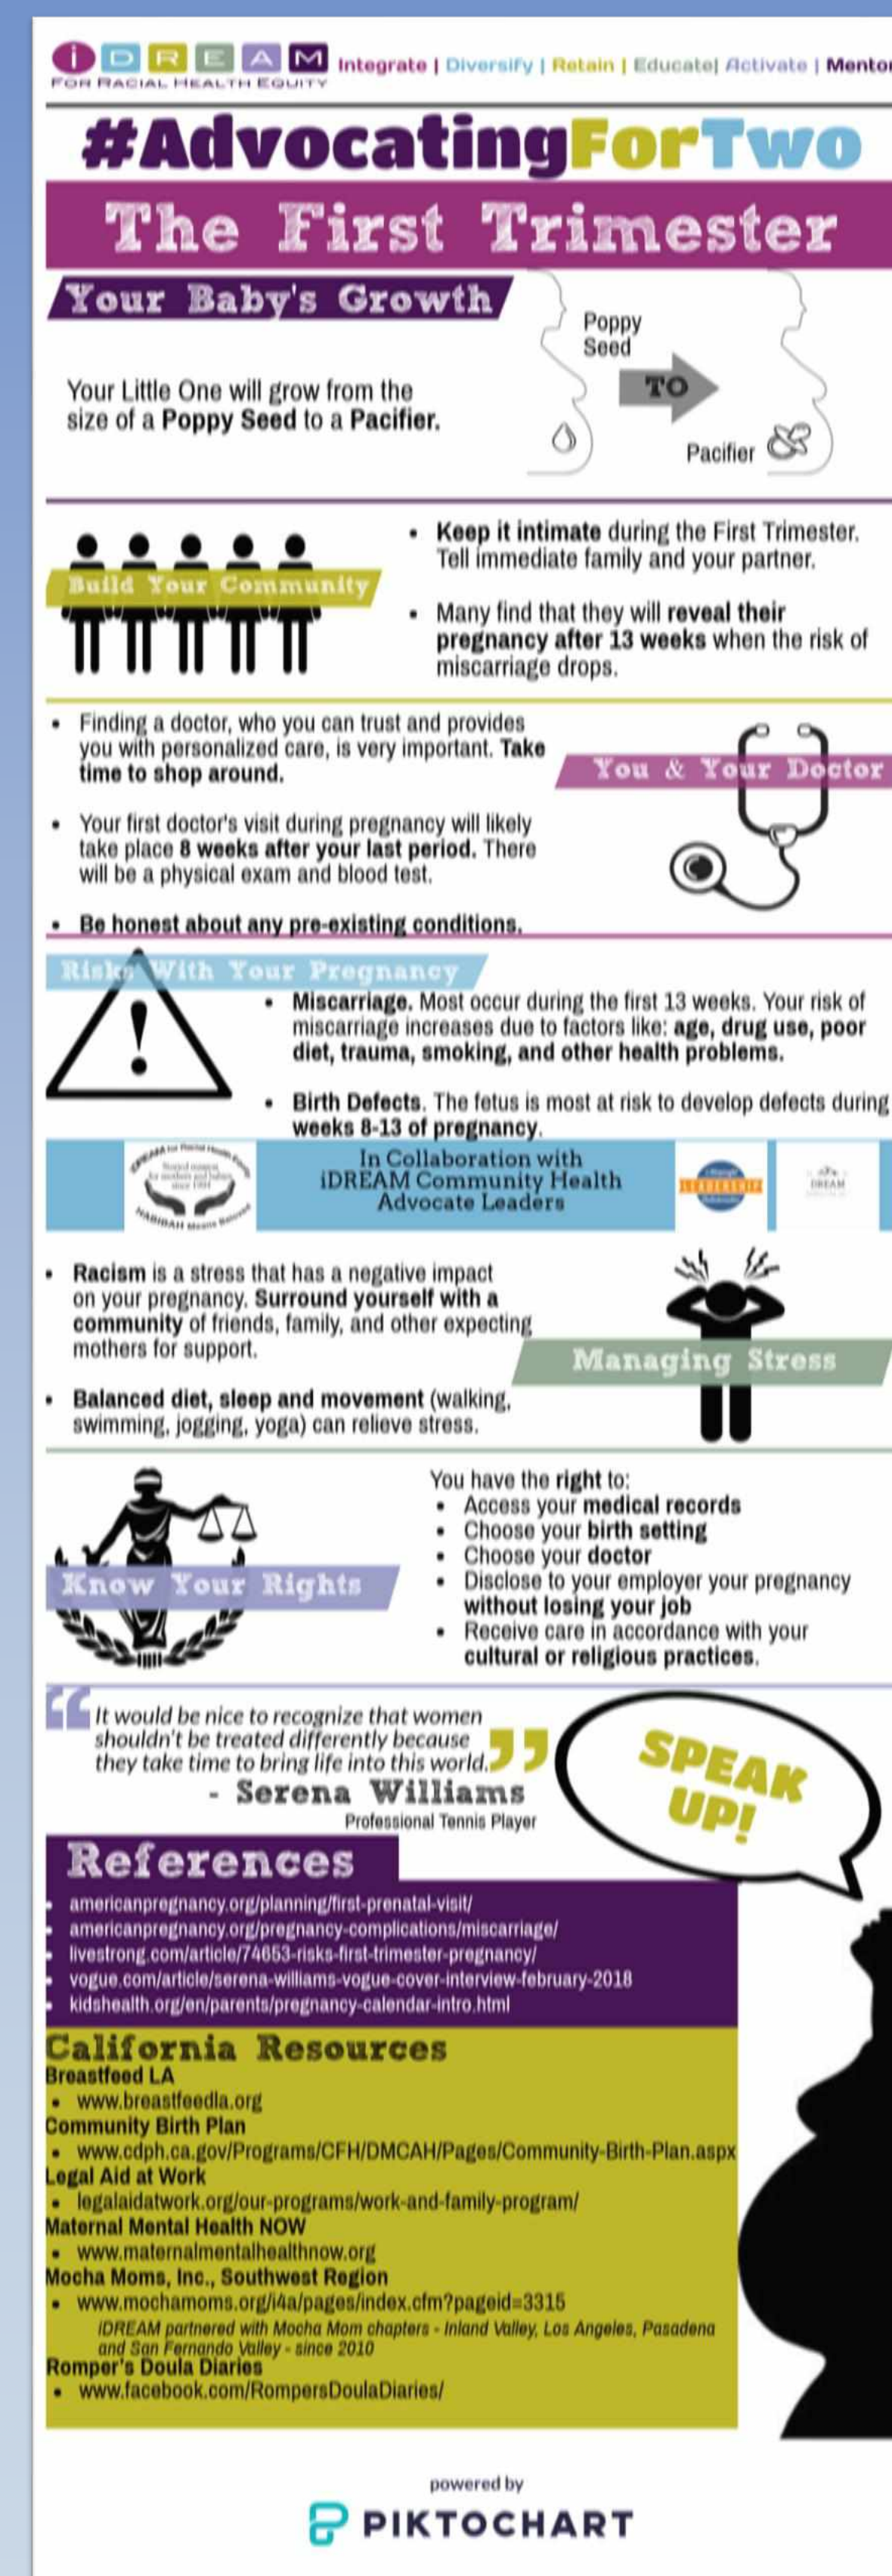 iDREAM
FOR RACIAL HEALTH EQUITY
Integrate | Diversify | Retain | Educate| Activate | Mentor
#AdvocatingForTwo
The First Trimester
Your Baby's Growth
Your Little One will grow from the
size of a Poppy Seed to a Pacifier.
Poppy
Seed
TO
Pacifier
Build Your Community
• Keep it intimate during the First Trimester.
Tell immediate family and your partner.
• Many find that they will reveal their
pregnancy after 13 weeks when the risk of
miscarriage drops.
• Finding a doctor, who you can trust and provides
you with personalized care, is very important. Take
time to shop around.
• Your first doctor's visit during pregnancy will likely
take place 8 weeks after your last period. There
will be a physical exam and blood test.
• Be honest about any pre-existing conditions.
You & Your Doctor
Risks With Your Pregnancy
• Miscarriage. Most occur during the first 13 weeks. Your risk of
miscarriage increases due to factors like: age, drug use, poor
diet, trauma, smoking, and other health problems.
• Birth Defects. The fetus is most at risk to develop defects during
weeks 8-13 of pregnancy.
In Collaboration with
iDREAM Community Health
Advocate Leaders
LEADERSHIP
DREAM
• Racism is a stress that has a negative impact
on your pregnancy. Surround yourself with a
community of friends, family, and other expecting
mothers for support.
• Balanced diet, sleep and movement (walking,
swimming, jogging, yoga) can relieve stress.
Managing Stress
Know Your Rights
You have the right to:
• Access your medical records
• Choose your birth setting
• Choose your doctor
• Disclose to your employer your pregnancy
without losing your job
• Receive care in accordance with your
cultural or religious practices.
“It would be nice to recognize that women
shouldn't be treated differently because
they take time to bring life into this world.”
- Serena Williams
Professional Tennis Player
SPEAK
UP!
References
• americanpregnancy.org/planning/first-prenatal-visit/
• americanpregnancy.org/pregnancy-complications/miscarriage/
• livestrong.com/article/74653-risks-first-trimester-pregnancy/
• vogue.com/article/serena-williams-vogue-cover-interview-february-2018
• kidshealth.org/en/parents/pregnancy-calendar-intro.html
California Resources
Breastfeed LA
• www.breastfeedla.org
Community Birth Plan
• www.cdph.ca.gov/Programs/CFH/DMCAH/Pages/Community-Birth-Plan.aspx
Legal Aid at Work
• legalaidatwork.org/our-programs/work-and-family-program/
Maternal Mental Health NOW
• www.maternalmentalhealthnow.org
Mocha Moms, Inc., Southwest Region
• www.mochamoms.org/i4a/pages/index.cfm?pageid=3315
iDREAM partnered with Mocha Mom chapters - Inland Valley, Los Angeles, Pasadena
and San Fernando Valley - since 2010
Romper's Doula Diaries
• www.facebook.com/RompersDoulaDiaries/
powered by
PIKTOCHART